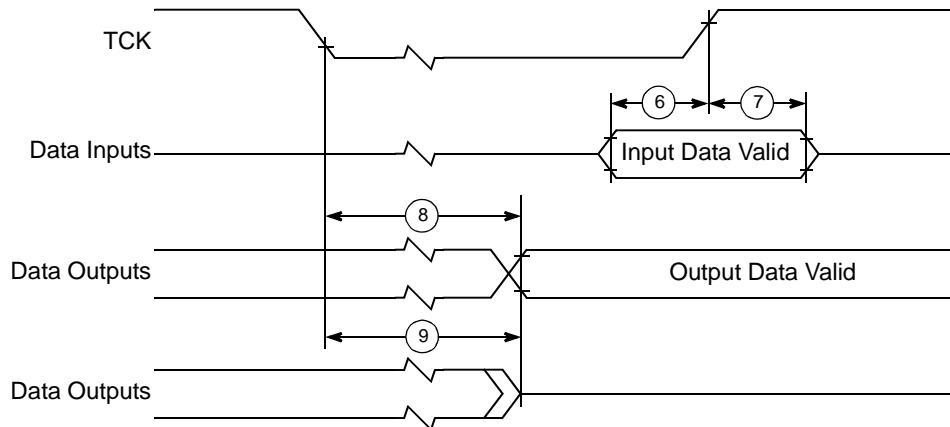 TCK
6
7
Data Inputs
Input Data Valid
8
Data Outputs
Output Data Valid
9
Data Outputs